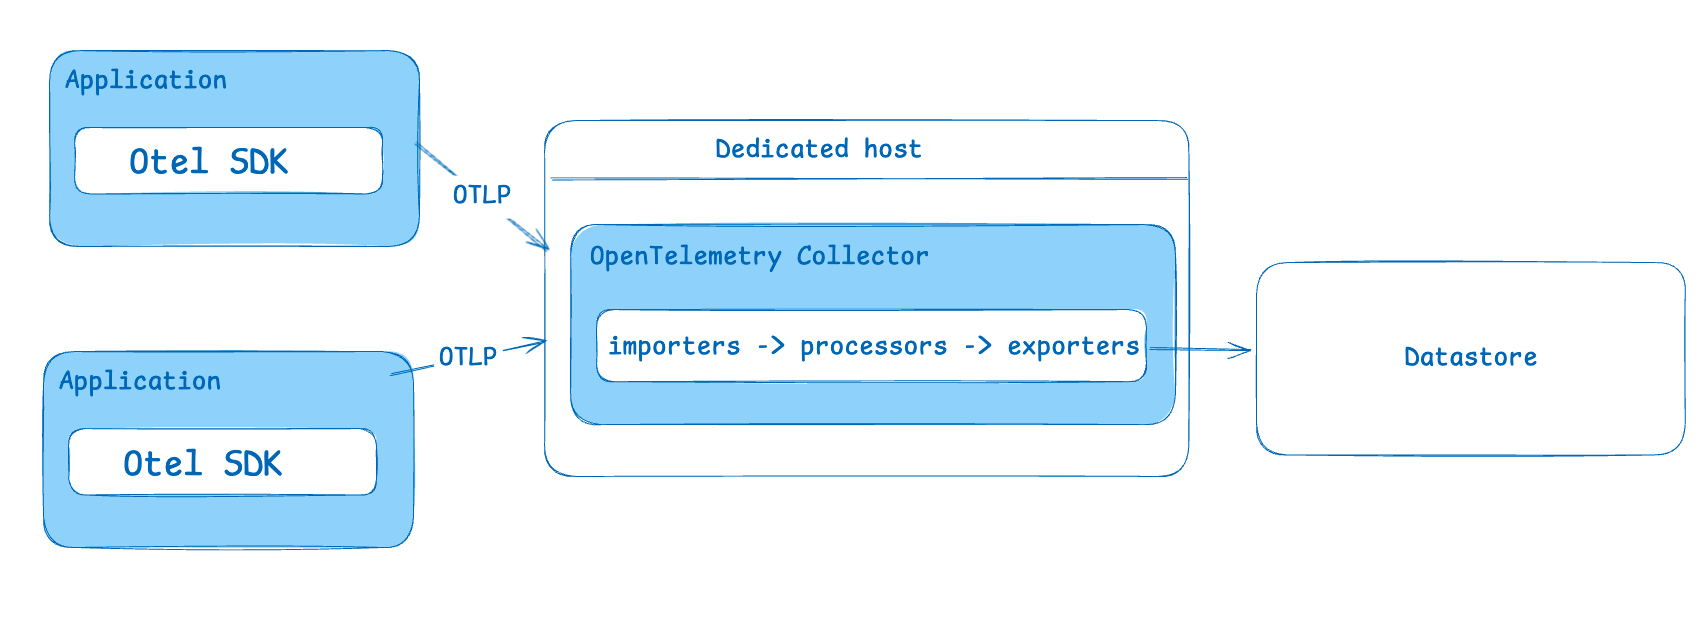 Application
Otel SDK
OTLP
Dedicated host
OpenTelemetry Collector
importers -> processors -> exporters
Datastore
OTLP
Application
Otel SDK